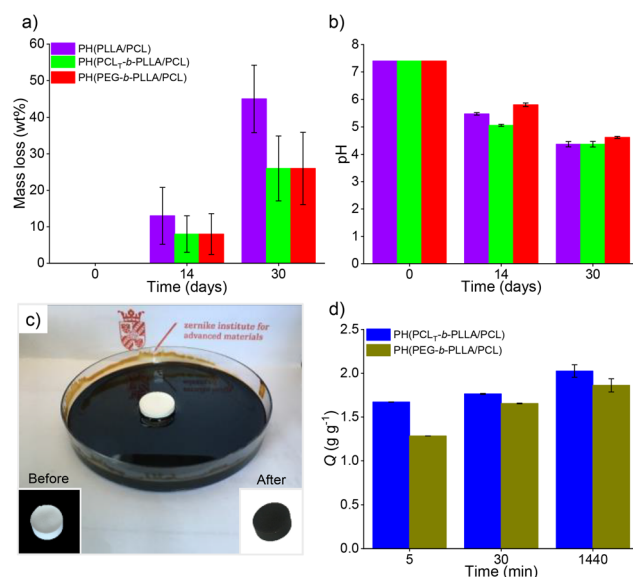 a)
60
50
40
30
20
10
0
Mass loss (wt%)
PH(PLLA/PCL)
PH(PCL_T-b-PLLA/PCL)
PH(PEG-b-PLLA/PCL)
0 14 30
Time (days)
b)
8
7
6
5
4
3
2
1
0
pH
0 14 30
Time (days)
c)
zernike institute for
advanced materials
Before
After
d)
2.5
2.0
1.5
1.0
0.5
0.0
Q (g g⁻¹)
PH(PCL_T-b-PLLA/PCL)
PH(PEG-b-PLLA/PCL)
5 30 1440
Time (min)